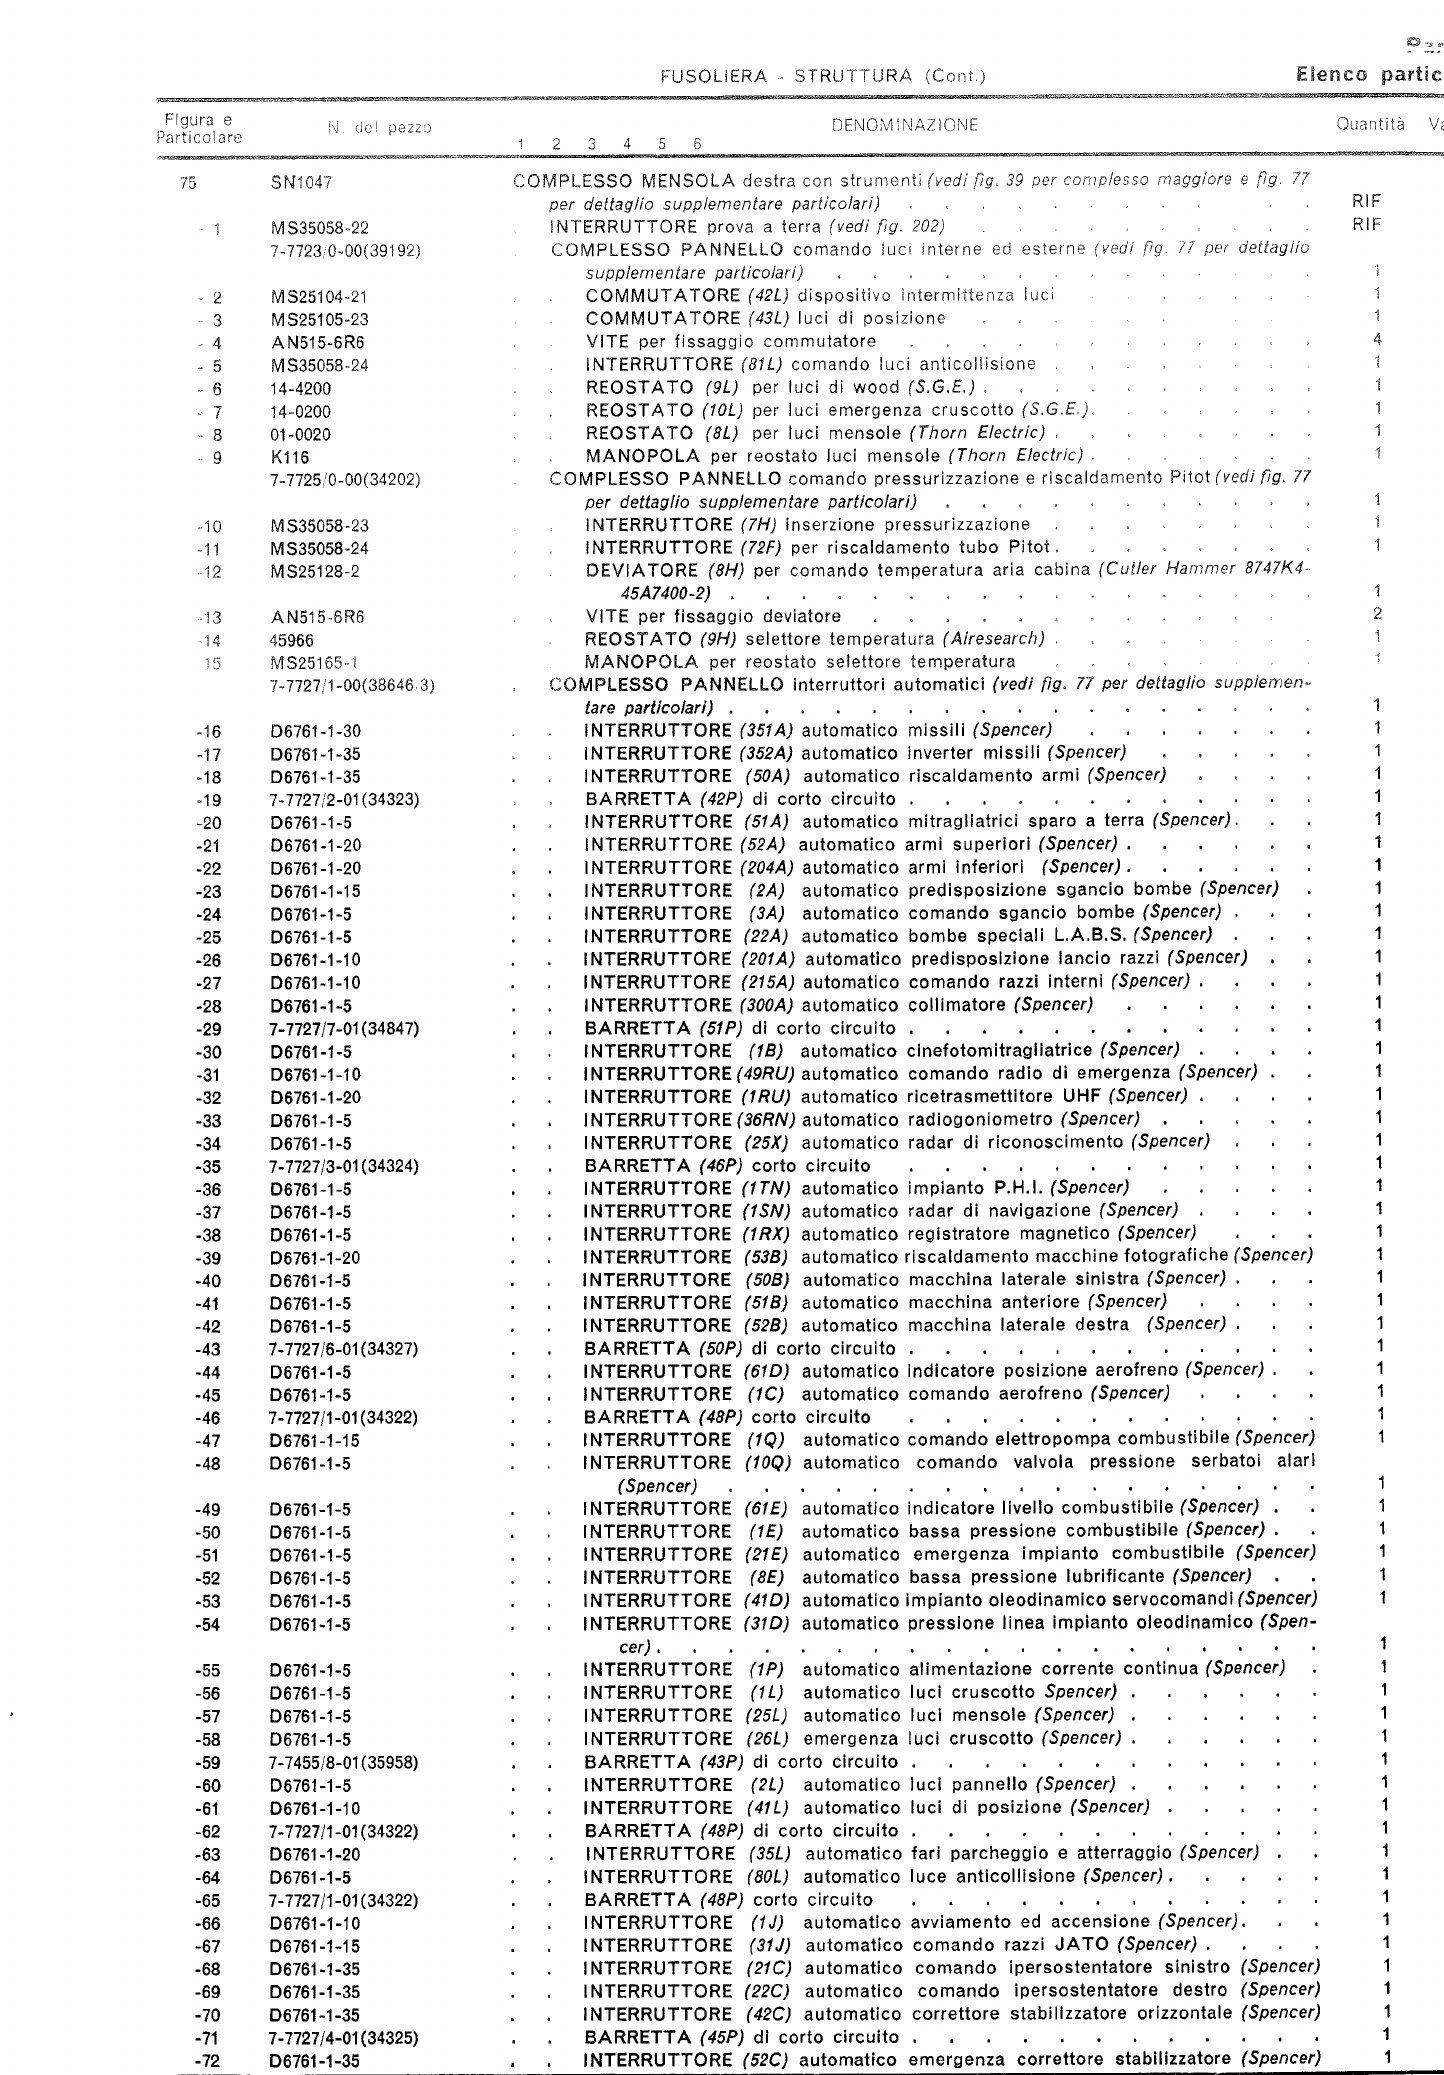 FUSOLIERA - STRUTTURA (Cont.) Elenco partic
Figura e Particolare N. del pezzo DENOMINAZIONE Quantità Va
1 2 3 4 5 6
75 SN1047 COMPLESSO MENSOLA destra con strumenti (vedi fig. 39 per complesso maggiore e fig. 77
per dettaglio supplementare particolari) . RIF
- 1 MS35058-22 INTERRUTTORE prova a terra (vedi fig. 202) RIF
7-7723/0-00(39192) COMPLESSO PANNELLO comando luci interne ed esterne (vedi fig. 77 per dettaglio
supplementare particolari) 1
- 2 MS25104-21 . . COMMUTATORE (42L) dispositivo intermittenza luci 1
- 3 MS25105-23 . . COMMUTATORE (43L) luci di posizione 1
- 4 AN515-6R6 . . VITE per fissaggio commutatore 4
- 5 MS35058-24 . . INTERRUTTORE (81L) comando luci anticollisione 1
- 6 14-4200 . . REOSTATO (9L) per luci di wood (S.G.E.) 1
- 7 14-0200 . . REOSTATO (10L) per luci emergenza cruscotto (S.G.E.) 1
- 8 01-0020 . . REOSTATO (8L) per luci mensole (Thorn Electric) 1
- 9 K116 . . MANOPOLA per reostato luci mensole (Thorn Electric) 1
7-7725/0-00(34202) COMPLESSO PANNELLO comando pressurizzazione e riscaldamento Pitot (vedi fig. 77
per dettaglio supplementare particolari) 1
-10 MS35058-23 . . INTERRUTTORE (7H) inserzione pressurizzazione 1
-11 MS35058-24 . . INTERRUTTORE (72F) per riscaldamento tubo Pitot 1
-12 MS25128-2 . . DEVIATORE (8H) per comando temperatura aria cabina (Cutler Hammer 8747K4-
45A7400-2) 1
-13 AN515-6R6 . . VITE per fissaggio deviatore 2
-14 45966 . . REOSTATO (9H) selettore temperatura (Airesearch) 1
15 MS25165-1 MANOPOLA per reostato selettore temperatura 1
7-7727/1-00(38646.3) . COMPLESSO PANNELLO interruttori automatici (vedi fig. 77 per dettaglio supplemen-
tare particolari) 1
-16 D6761-1-30 . . INTERRUTTORE (351A) automatico missili (Spencer) 1
-17 D6761-1-35 . . INTERRUTTORE (352A) automatico inverter missili (Spencer) 1
-18 D6761-1-35 . . INTERRUTTORE (50A) automatico riscaldamento armi (Spencer) 1
-19 7-7727/2-01(34323) . . BARRETTA (42P) di corto circuito 1
-20 D6761-1-5 . . INTERRUTTORE (51A) automatico mitragliatrici sparo a terra (Spencer) 1
-21 D6761-1-20 . . INTERRUTTORE (52A) automatico armi superiori (Spencer) 1
-22 D6761-1-20 . . INTERRUTTORE (204A) automatico armi inferiori (Spencer) 1
-23 D6761-1-15 . . INTERRUTTORE (2A) automatico predisposizione sgancio bombe (Spencer) 1
-24 D6761-1-5 . . INTERRUTTORE (3A) automatico comando sgancio bombe (Spencer) 1
-25 D6761-1-5 . . INTERRUTTORE (22A) automatico bombe speciali L.A.B.S. (Spencer) 1
-26 D6761-1-10 . . INTERRUTTORE (201A) automatico predisposizione lancio razzi (Spencer) 1
-27 D6761-1-10 . . INTERRUTTORE (215A) automatico comando razzi interni (Spencer) 1
-28 D6761-1-5 . . INTERRUTTORE (300A) automatico collimatore (Spencer) 1
-29 7-7727/7-01(34847) . . BARRETTA (51P) di corto circuito 1
-30 D6761-1-5 . . INTERRUTTORE (1B) automatico cinefotomitragliatrice (Spencer) 1
-31 D6761-1-10 . . INTERRUTTORE (49RU) automatico comando radio di emergenza (Spencer) 1
-32 D6761-1-20 . . INTERRUTTORE (1RU) automatico ricetrasmettitore UHF (Spencer) 1
-33 D6761-1-5 . . INTERRUTTORE (36RN) automatico radiogoniometro (Spencer) 1
-34 D6761-1-5 . . INTERRUTTORE (25X) automatico radar di riconoscimento (Spencer) 1
-35 7-7727/3-01(34324) . . BARRETTA (46P) corto circuito 1
-36 D6761-1-5 . . INTERRUTTORE (1TN) automatico impianto P.H.I. (Spencer) 1
-37 D6761-1-5 . . INTERRUTTORE (1SN) automatico radar di navigazione (Spencer) 1
-38 D6761-1-5 . . INTERRUTTORE (1RX) automatico registratore magnetico (Spencer) 1
-39 D6761-1-20 . . INTERRUTTORE (53B) automatico riscaldamento macchine fotografiche (Spencer) 1
-40 D6761-1-5 . . INTERRUTTORE (50B) automatico macchina laterale sinistra (Spencer) 1
-41 D6761-1-5 . . INTERRUTTORE (51B) automatico macchina anteriore (Spencer) 1
-42 D6761-1-5 . . INTERRUTTORE (52B) automatico macchina laterale destra (Spencer) 1
-43 7-7727/6-01(34327) . . BARRETTA (50P) di corto circuito 1
-44 D6761-1-5 . . INTERRUTTORE (61D) automatico indicatore posizione aerofreno (Spencer) 1
-45 D6761-1-5 . . INTERRUTTORE (1C) automatico comando aerofreno (Spencer) 1
-46 7-7727/1-01(34322) . . BARRETTA (48P) corto circuito 1
-47 D6761-1-15 . . INTERRUTTORE (1Q) automatico comando elettropompa combustibile (Spencer) 1
-48 D6761-1-5 . . INTERRUTTORE (10Q) automatico comando valvola pressione serbatoi alari
(Spencer) 1
-49 D6761-1-5 . . INTERRUTTORE (61E) automatico indicatore livello combustibile (Spencer) 1
-50 D6761-1-5 . . INTERRUTTORE (1E) automatico bassa pressione combustibile (Spencer) 1
-51 D6761-1-5 . . INTERRUTTORE (21E) automatico emergenza impianto combustibile (Spencer) 1
-52 D6761-1-5 . . INTERRUTTORE (8E) automatico bassa pressione lubrificante (Spencer) 1
-53 D6761-1-5 . . INTERRUTTORE (41D) automatico impianto oleodinamico servocomandi (Spencer) 1
-54 D6761-1-5 . . INTERRUTTORE (31D) automatico pressione linea impianto oleodinamico (Spen-
cer) 1
-55 D6761-1-5 . . INTERRUTTORE (1P) automatico alimentazione corrente continua (Spencer) 1
-56 D6761-1-5 . . INTERRUTTORE (1L) automatico luci cruscotto Spencer) 1
-57 D6761-1-5 . . INTERRUTTORE (25L) automatico luci mensole (Spencer) 1
-58 D6761-1-5 . . INTERRUTTORE (26L) emergenza luci cruscotto (Spencer) 1
-59 7-7455/8-01(35958) . . BARRETTA (43P) di corto circuito 1
-60 D6761-1-5 . . INTERRUTTORE (2L) automatico luci pannello (Spencer) 1
-61 D6761-1-10 . . INTERRUTTORE (41L) automatico luci di posizione (Spencer) 1
-62 7-7727/1-01(34322) . . BARRETTA (48P) di corto circuito 1
-63 D6761-1-20 . . INTERRUTTORE (35L) automatico fari parcheggio e atterraggio (Spencer) 1
-64 D6761-1-5 . . INTERRUTTORE (80L) automatico luce anticollisione (Spencer) 1
-65 7-7727/1-01(34322) . . BARRETTA (48P) corto circuito 1
-66 D6761-1-10 . . INTERRUTTORE (1J) automatico avviamento ed accensione (Spencer) 1
-67 D6761-1-15 . . INTERRUTTORE (31J) automatico comando razzi JATO (Spencer) 1
-68 D6761-1-35 . . INTERRUTTORE (21C) automatico comando ipersostentatore sinistro (Spencer) 1
-69 D6761-1-35 . . INTERRUTTORE (22C) automatico comando ipersostentatore destro (Spencer) 1
-70 D6761-1-35 . . INTERRUTTORE (42C) automatico correttore stabilizzatore orizzontale (Spencer) 1
-71 7-7727/4-01(34325) . . BARRETTA (45P) di corto circuito 1
-72 D6761-1-35 . . INTERRUTTORE (52C) automatico emergenza correttore stabilizzatore (Spencer) 1